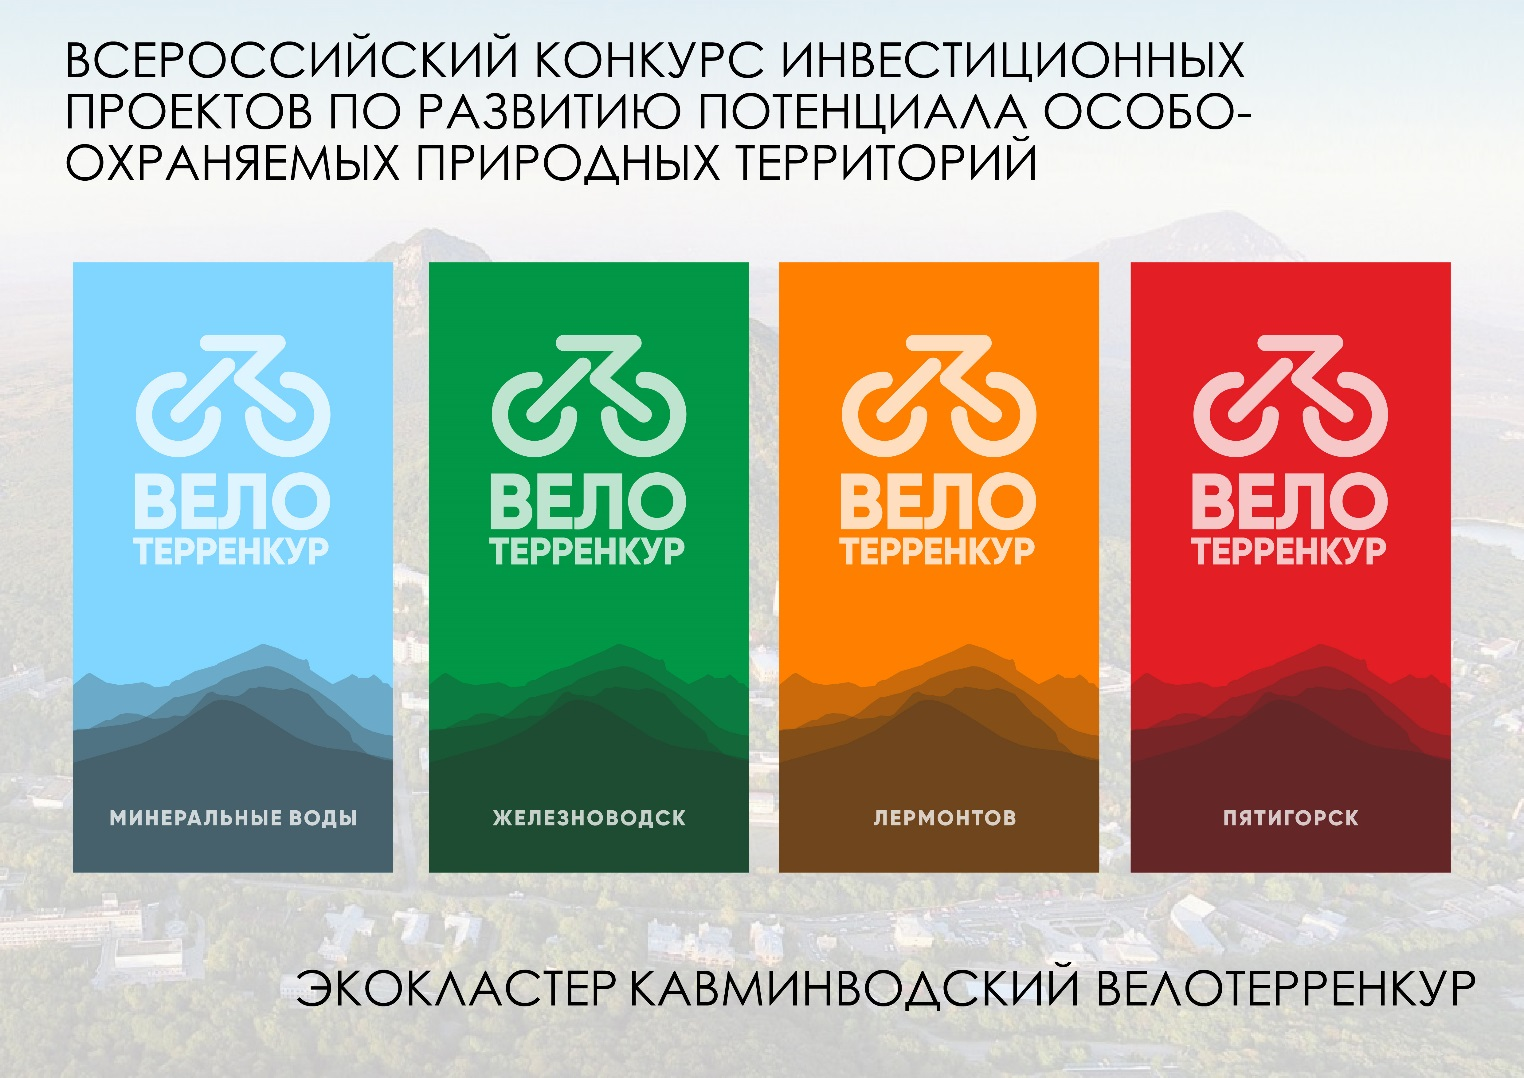 ВСЕРОССИЙСКИЙ КОНКУРС ИНВЕСТИЦИОННЫХ
ПРОЕКТОВ ПО РАЗВИТИЮ ПОТЕНЦИАЛА ОСОБО-
ОХРАНЯЕМЫХ ПРИРОДНЫХ ТЕРРИТОРИЙ
ВЕЛО
ТЕРРЕНКУР
МИНЕРАЛЬНЫЕ ВОДЫ
ВЕЛО
ТЕРРЕНКУР
ЖЕЛЕЗНОВОДСК
ВЕЛО
ТЕРРЕНКУР
ЛЕРМОНТОВ
ВЕЛО
ТЕРРЕНКУР
ПЯТИГОРСК
ЭКОКЛАСТЕР КАВМИНВОДСКИЙ ВЕЛОТЕРРЕНКУР